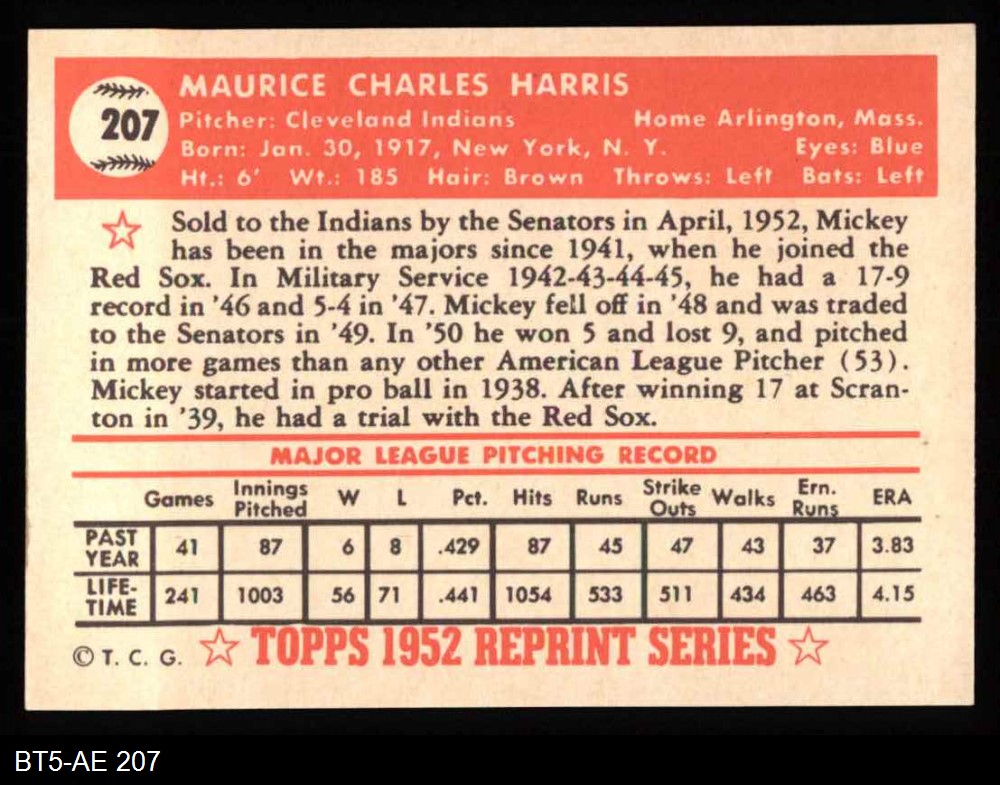 207
MAURICE CHARLES HARRIS
Pitcher: Cleveland Indians Home Arlington, Mass.
Born: Jan. 30, 1917, New York, N. Y. Eyes: Blue
Ht.: 6' Wt.: 185 Hair: Brown Throws: Left Bats: Left
Sold to the Indians by the Senators in April, 1952, Mickey
has been in the majors since 1941, when he joined the
Red Sox. In Military Service 1942-43-44-45, he had a 17-9
record in '46 and 5-4 in '47. Mickey fell off in '48 and was traded
to the Senators in '49. In '50 he won 5 and lost 9, and pitched
in more games than any other American League Pitcher (53).
Mickey started in pro ball in 1938. After winning 17 at Scran-
ton in '39, he had a trial with the Red Sox.
MAJOR LEAGUE PITCHING RECORD
Games Innings Pitched W L Pct. Hits Runs Strike Outs Walks Ern. Runs ERA
PAST YEAR 41 87 6 8 .429 87 45 47 43 37 3.83
LIFE-TIME 241 1003 56 71 .441 1054 533 511 434 463 4.15
© T. C. G. TOPPS 1952 REPRINT SERIES
BT5-AE 207